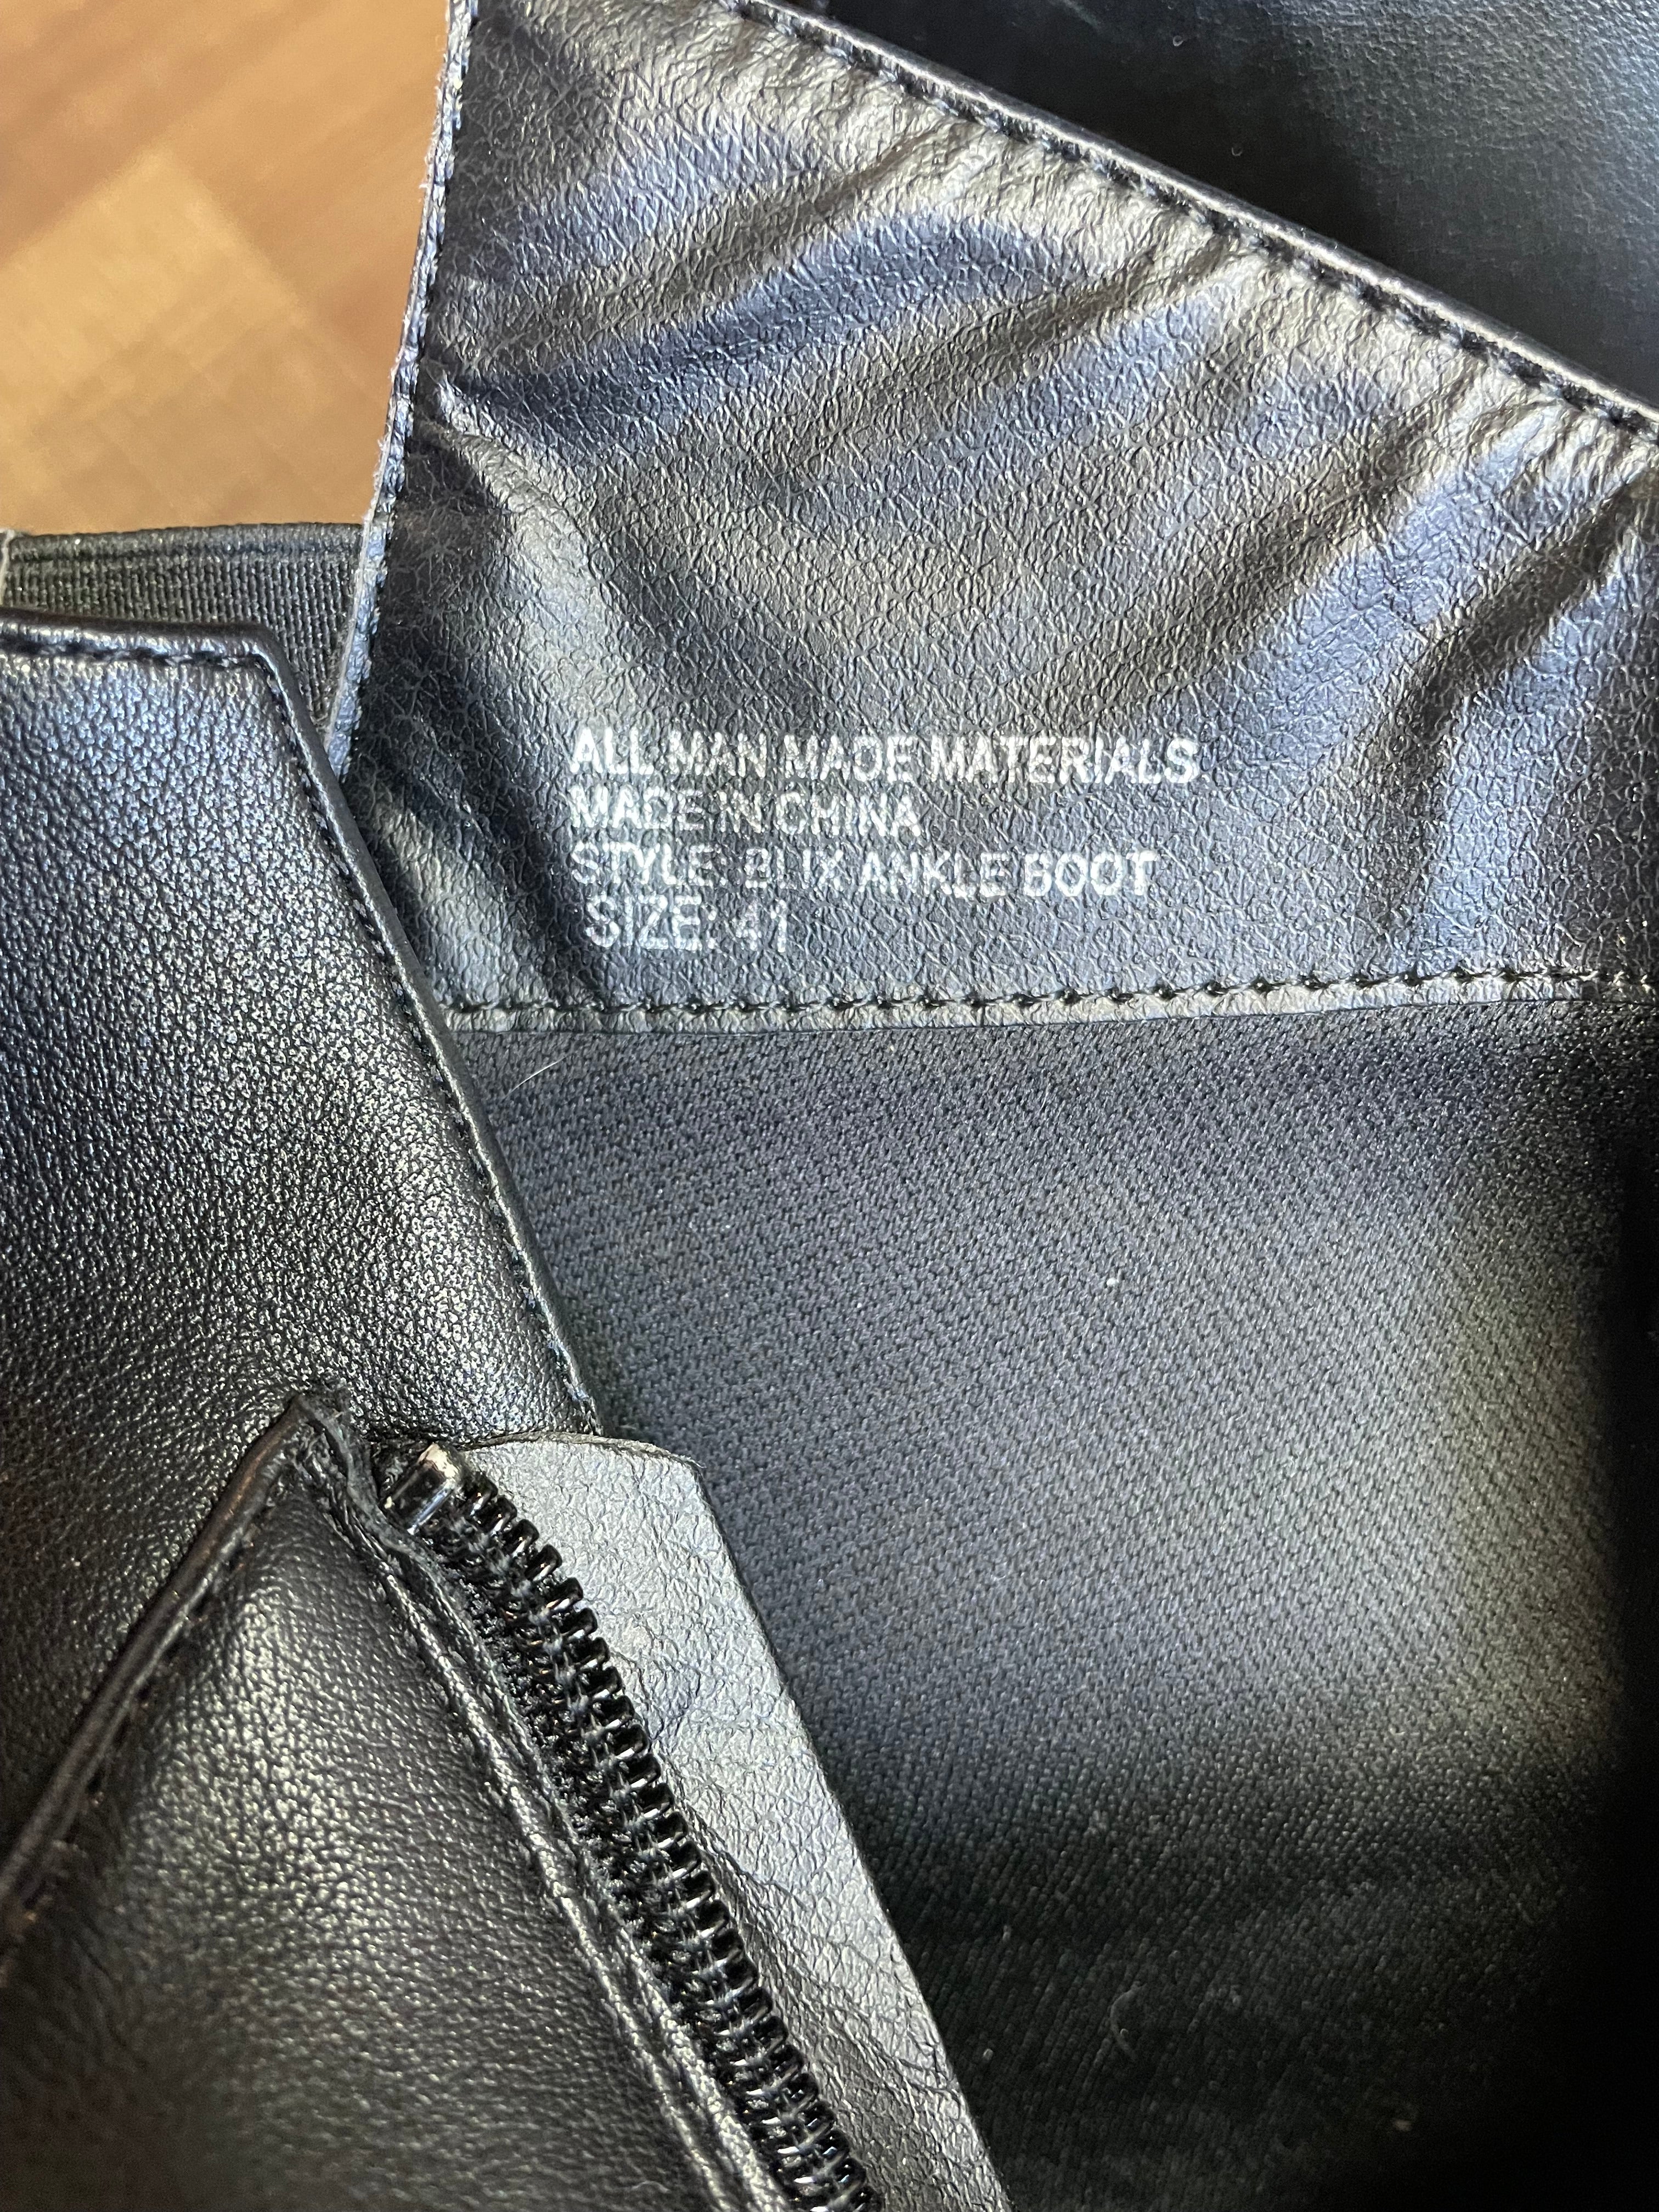 ALL MAN MADE MATERIALS
MADE IN CHINA
STYLE: BLIX ANKLE BOOT
SIZE: 41